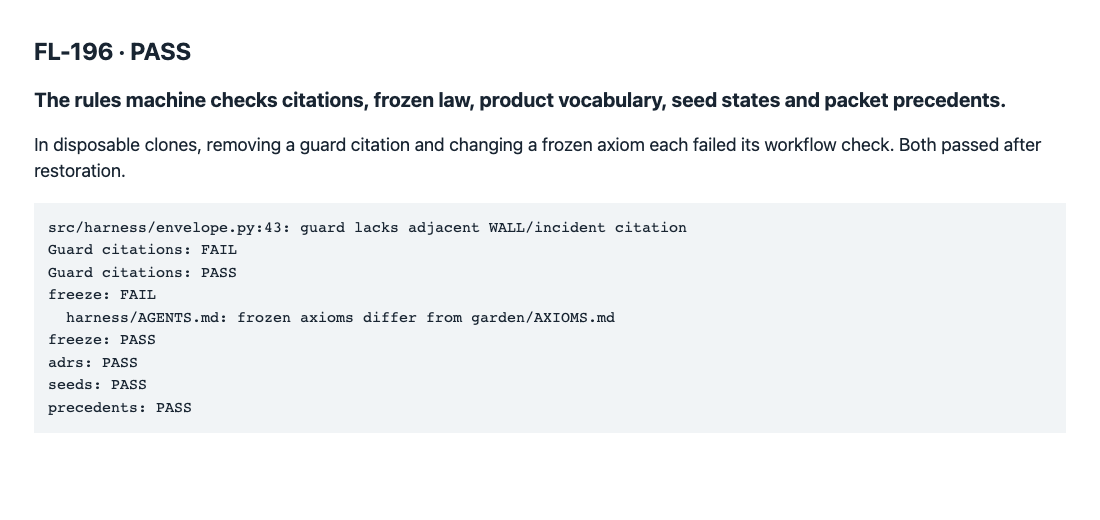 FL-196 · PASS
The rules machine checks citations, frozen law, product vocabulary, seed states and packet precedents.
In disposable clones, removing a guard citation and changing a frozen axiom each failed its workflow check. Both passed after
restoration.
src/harness/envelope.py:43: guard lacks adjacent WALL/incident citation
Guard citations: FAIL
Guard citations: PASS
freeze: FAIL
  harness/AGENTS.md: frozen axioms differ from garden/AXIOMS.md
freeze: PASS
adrs: PASS
seeds: PASS
precedents: PASS